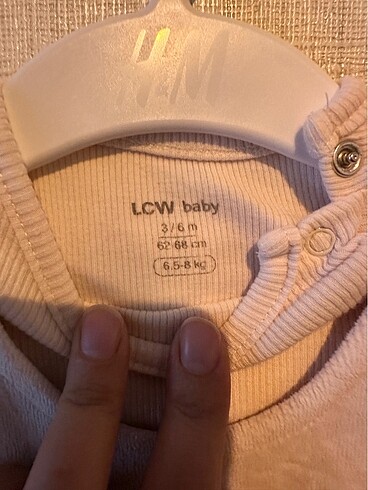 H&M
LCW baby
3/6 m
62-68 cm
6.5-8 kg